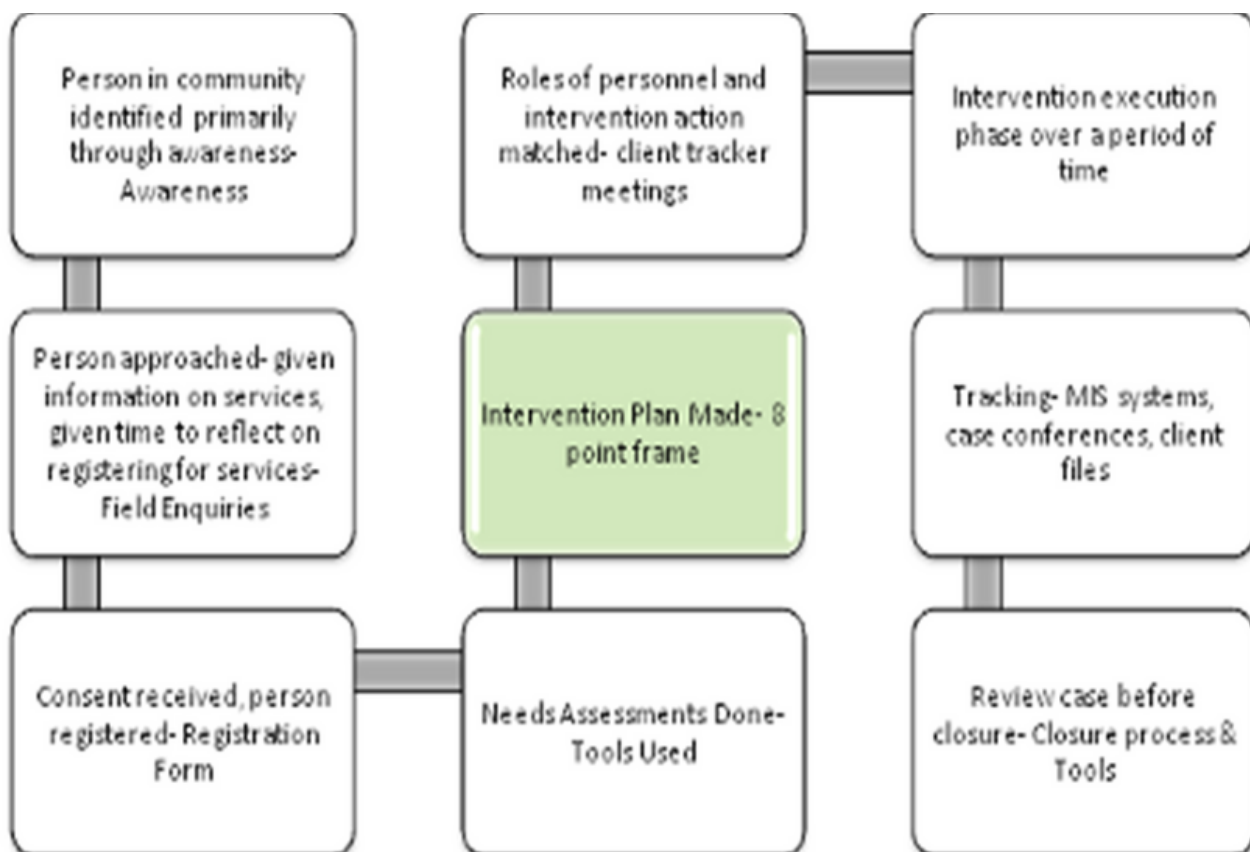 Person in community
identified primarily
through awareness-
Awareness
Person approached- given
information on services,
given time to reflect on
registering for services-
Field Enquiries
Consent received, person
registered- Registration
Form
Needs Assessments Done-
Tools Used
Intervention Plan Made- 8
point frame
Roles of personnel and
intervention action
matched- client tracker
meetings
Intervention execution
phase over a period of
time
Tracking- MIS systems,
case conferences, client
files
Review case before
closure- Closure process &
Tools